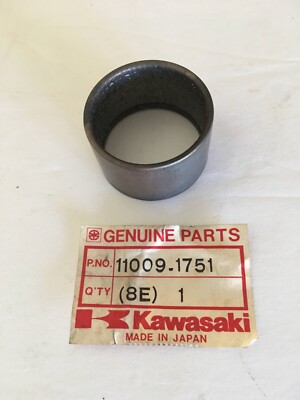 GENUINE PARTS
P.NO. 11009-1751
Q'TY (8E) 1
Kawasaki
MADE IN JAPAN